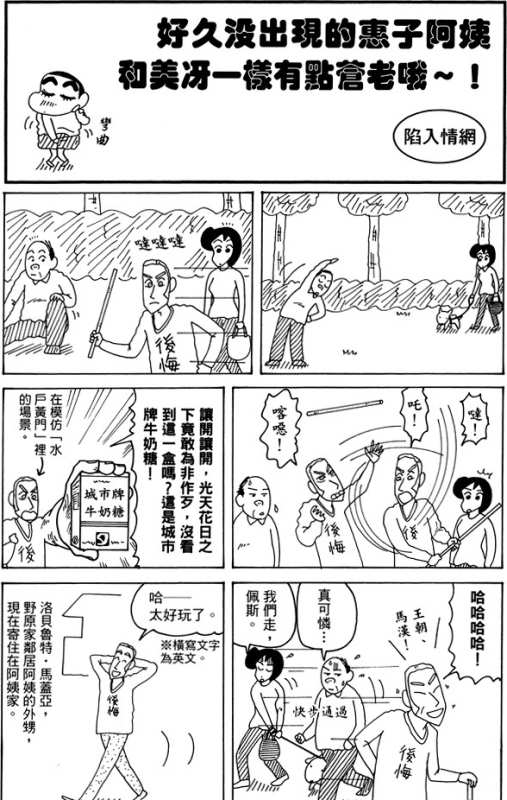 好久没出現的惠子阿姨
和美冴一樣有點蒼老哦～！
彎曲
陷入情網
噠噠噠
後悔
噠！
吒！
喀噁！
後悔
後悔
讓開讓開，光天花日之
下竟敢為非作歹，沒看
到這一盒嗎？這是城市
牌牛奶糖！
在模仿「水
戶黃門」裡
的場景。
城市牌
牛奶糖
後
哈哈哈哈！
王朝、
馬漢！
真可憐…
我們走，
佩斯。
快步通過
後悔
哈——
太好玩了。
※橫寫文字
為英文。
後悔
洛貝魯特·馬蓋亞，
野原家鄰居阿姨的外甥，
現在寄住在阿姨家。